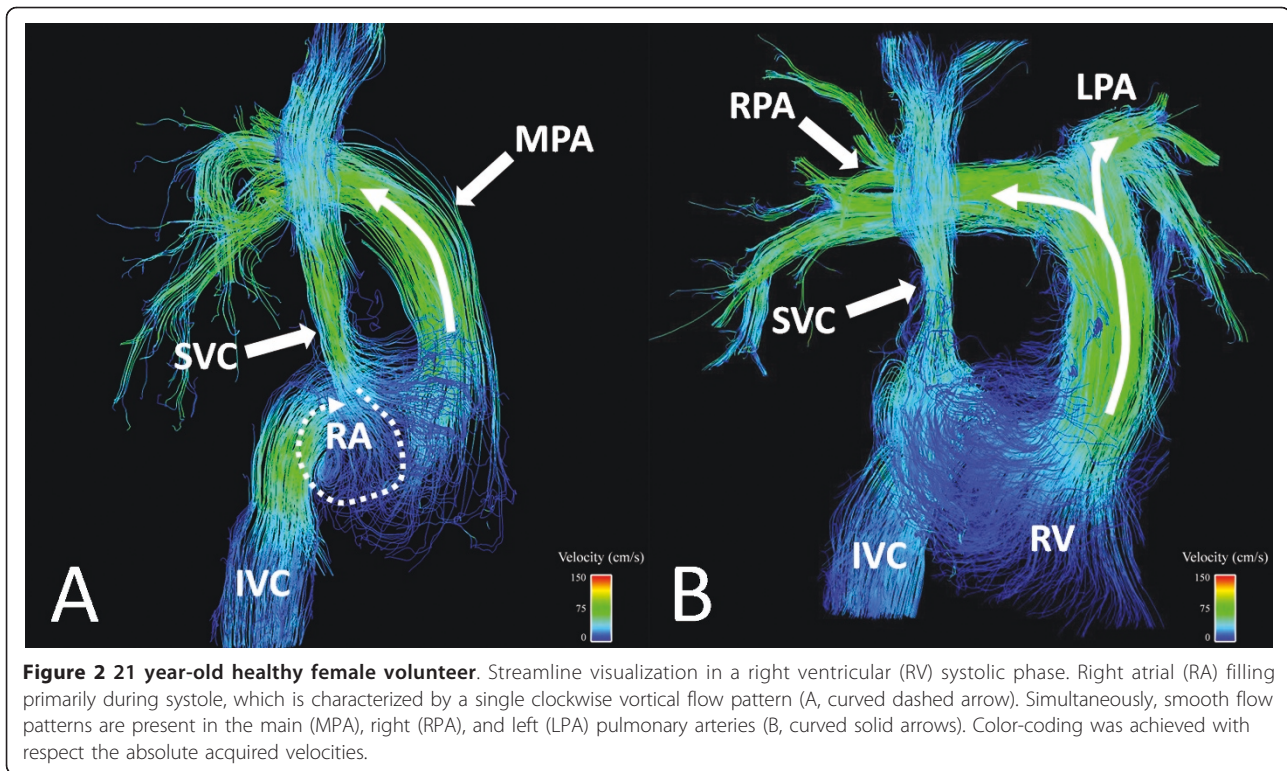 MPA
SVC
RA
IVC
A
Velocity (cm/s)
150
75
0
LPA
RPA
SVC
IVC
RV
B
Velocity (cm/s)
150
75
0
Figure 2 21 year-old healthy female volunteer. Streamline visualization in a right ventricular (RV) systolic phase. Right atrial (RA) filling
primarily during systole, which is characterized by a single clockwise vortical flow pattern (A, curved dashed arrow). Simultaneously, smooth flow
patterns are present in the main (MPA), right (RPA), and left (LPA) pulmonary arteries (B, curved solid arrows). Color-coding was achieved with
respect the absolute acquired velocities.